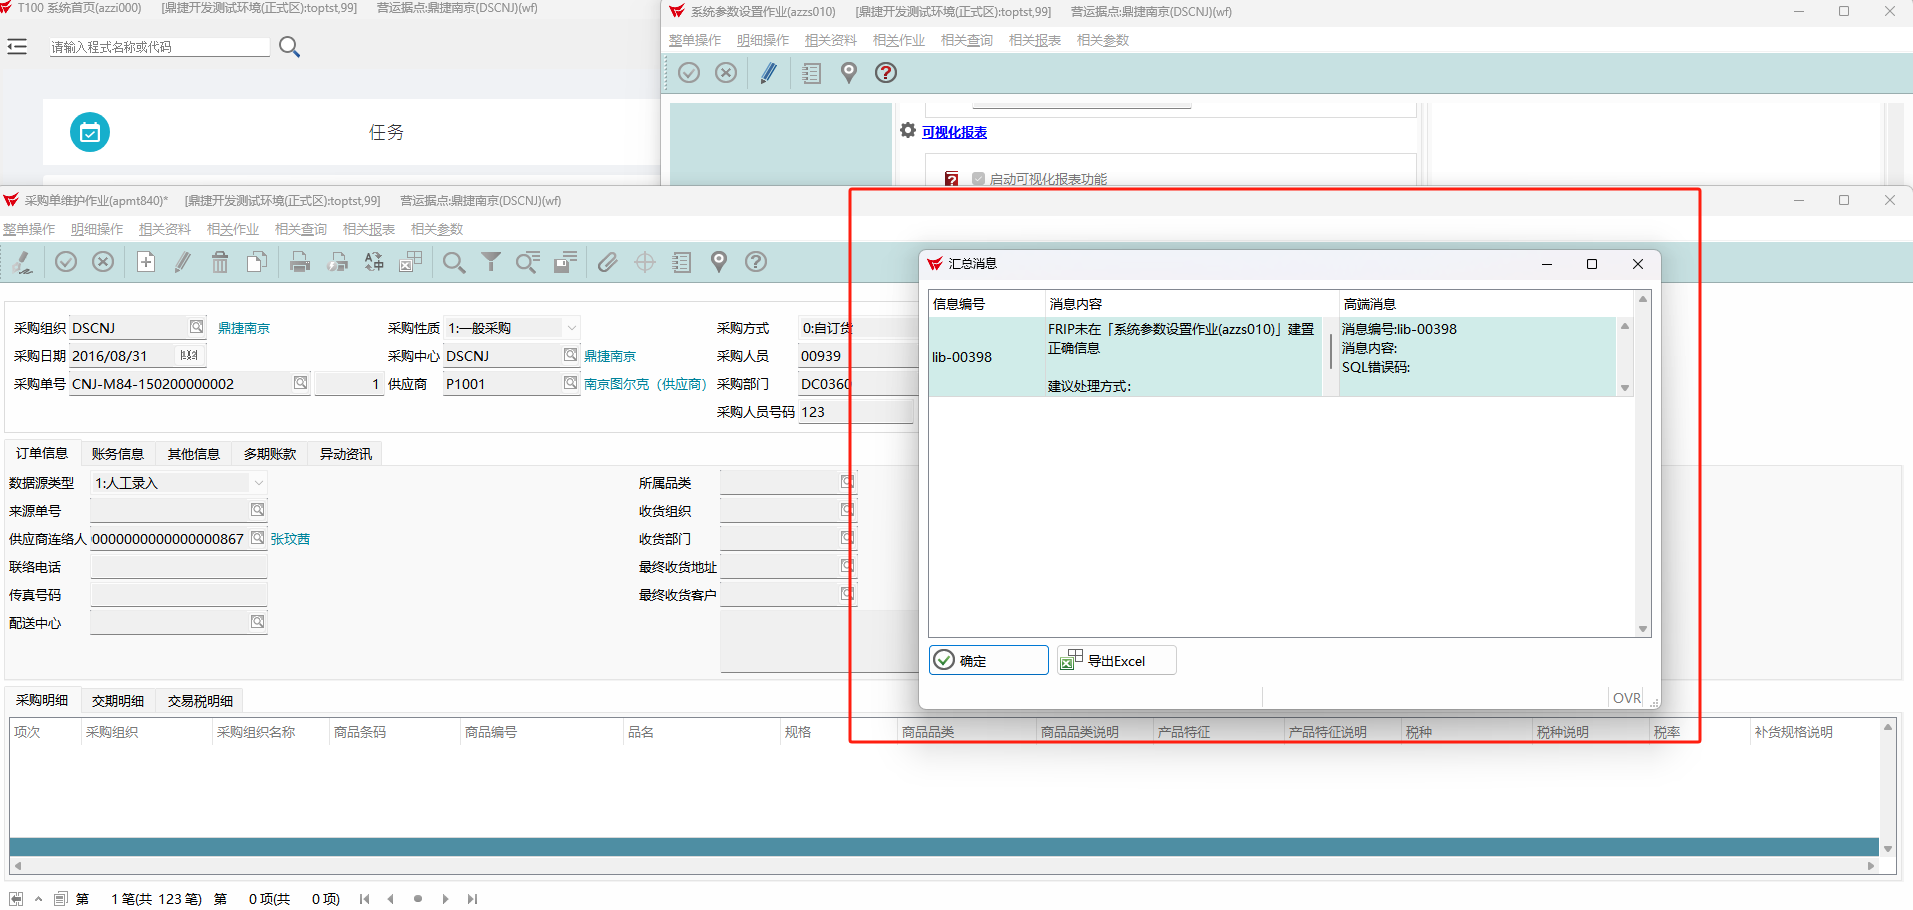 T100 系统首页(azzi000) [鼎捷开发测试环境(正式区):toptst,99] 营运据点:鼎捷南京(DSCNJ)(wf)
请输入程式名称或代码
任务
系统参数设置作业(azzs010) [鼎捷开发测试环境(正式区):toptst,99] 营运据点:鼎捷南京(DSCNJ)(wf)
整单操作 明细操作 相关资料 相关作业 相关查询 相关报表 相关参数
可视化报表
启动可视化报表功能
采购单维护作业(apmt840)* [鼎捷开发测试环境(正式区):toptst,99] 营运据点:鼎捷南京(DSCNJ)(wf)
整单操作 明细操作 相关资料 相关作业 相关查询 相关报表 相关参数
采购组织 DSCNJ 鼎捷南京 采购性质 1:一般采购 采购方式 0:自订货
采购日期 2016/08/31 采购中心 DSCNJ 鼎捷南京 采购人员 00939
采购单号 CNJ-M84-150200000002 1 供应商 P1001 南京图尔克（供应商） 采购部门 DC0360
采购人员号码 123
订单信息 账务信息 其他信息 多期账款 异动资讯
数据源类型 1:人工录入 所属品类
来源单号 收货组织
供应商连络人 0000000000000000867 张玟茜 收货部门
联络电话 最终收货地址
传真号码 最终收货客户
配送中心
采购明细 交期明细 交易税明细
项次 采购组织 采购组织名称 商品条码 商品编号 品名 规格 商品品类 商品品类说明 产品特征 产品特征说明 税种 税种说明 税率 补货规格说明
第 1 笔(共 123 笔) 第 0 项(共 0 项)
汇总消息
信息编号 消息内容 高端消息
lib-00398
FRIP未在「系统参数设置作业(azzs010)」建置
正确信息
建议处理方式:
消息编号:lib-00398
消息内容:
SQL错误码:
确定 导出Excel
OVR